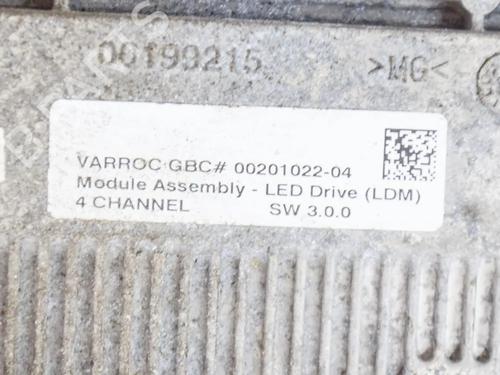 00199215 >MG<
VARROC GBC# 00201022-04
Module Assembly - LED Drive (LDM)
4 CHANNEL SW 3.0.0